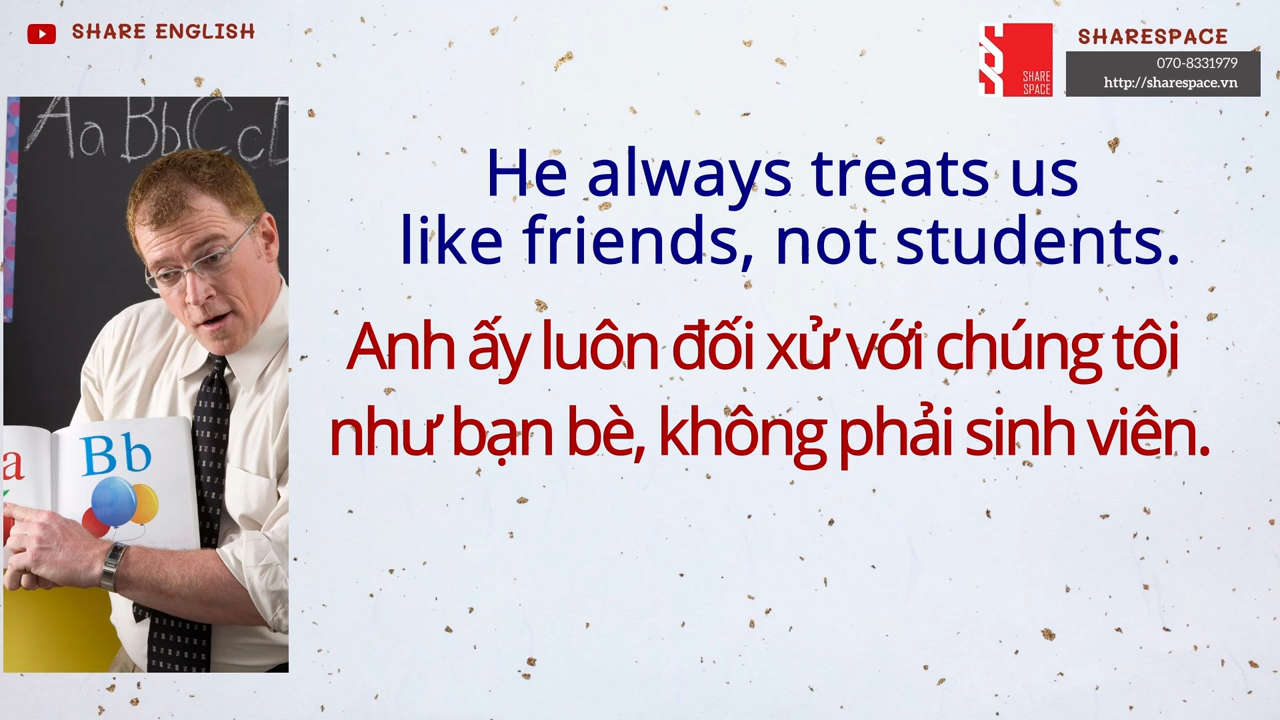 SHARE ENGLISH
SHARESPACE
070-8331979
http://sharespace.vn
SHARE
SPACE
Aa Bb Cc D
He always treats us
like friends, not students.
Anh ấy luôn đối xử với chúng tôi
như bạn bè, không phải sinh viên.
a
Bb